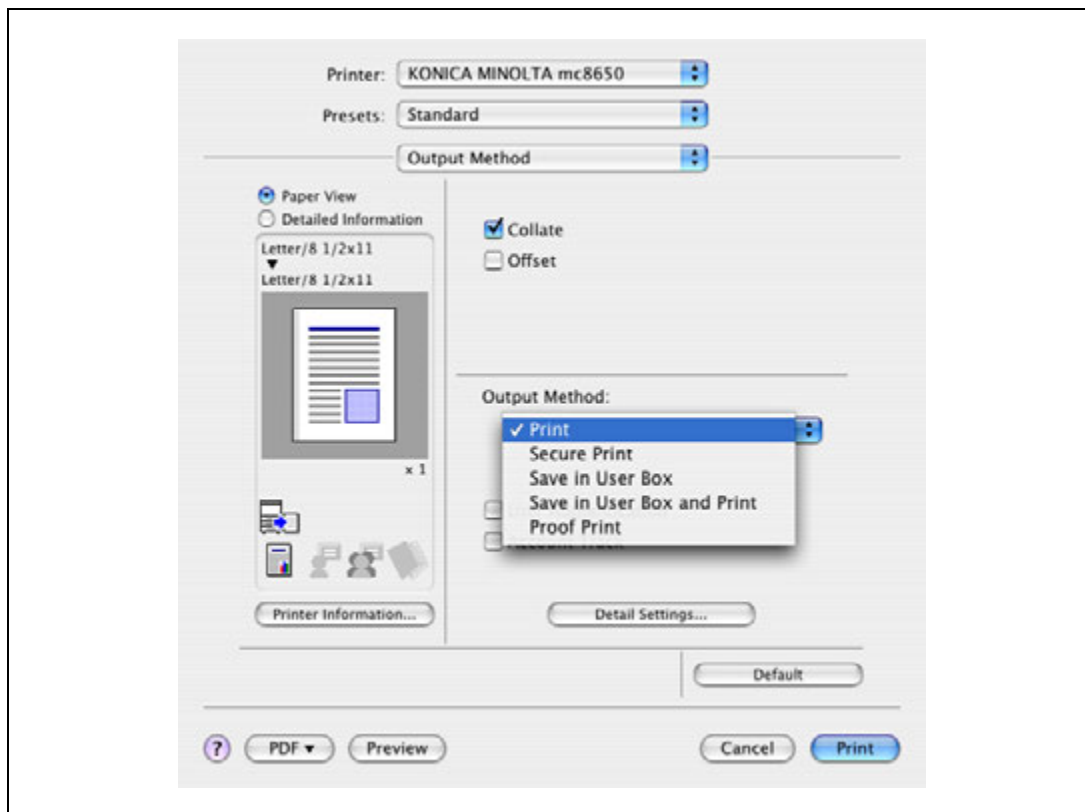 Printer: KONICA MINOLTA mc8650
Presets: Standard
Output Method
Paper View
Detailed Information
Letter/8 1/2x11
Letter/8 1/2x11
x 1
Printer Information...
Collate
Offset
Output Method:
✓ Print
Secure Print
Save in User Box
Save in User Box and Print
Proof Print
Account Track
Detail Settings...
Default
?
PDF ▼
Preview
Cancel
Print